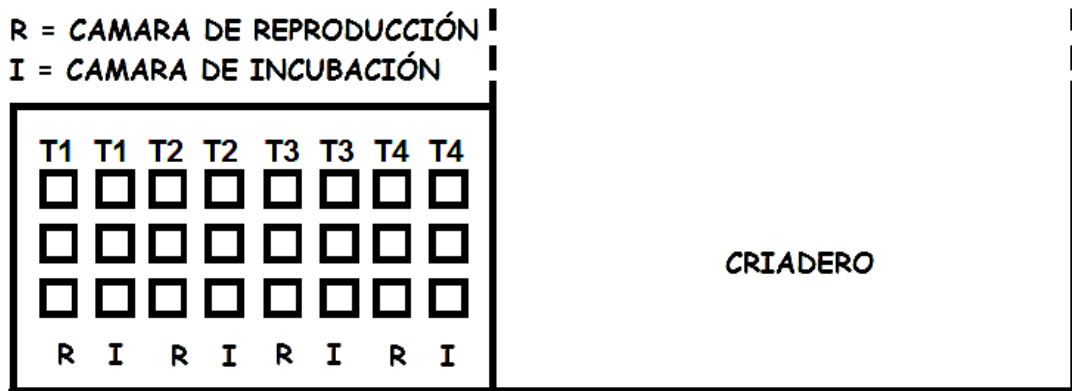 R = CAMARA DE REPRODUCCIÓN
I = CAMARA DE INCUBACIÓN
T1 T1 T2 T2 T3 T3 T4 T4
CRIADERO
R I R I R I R I